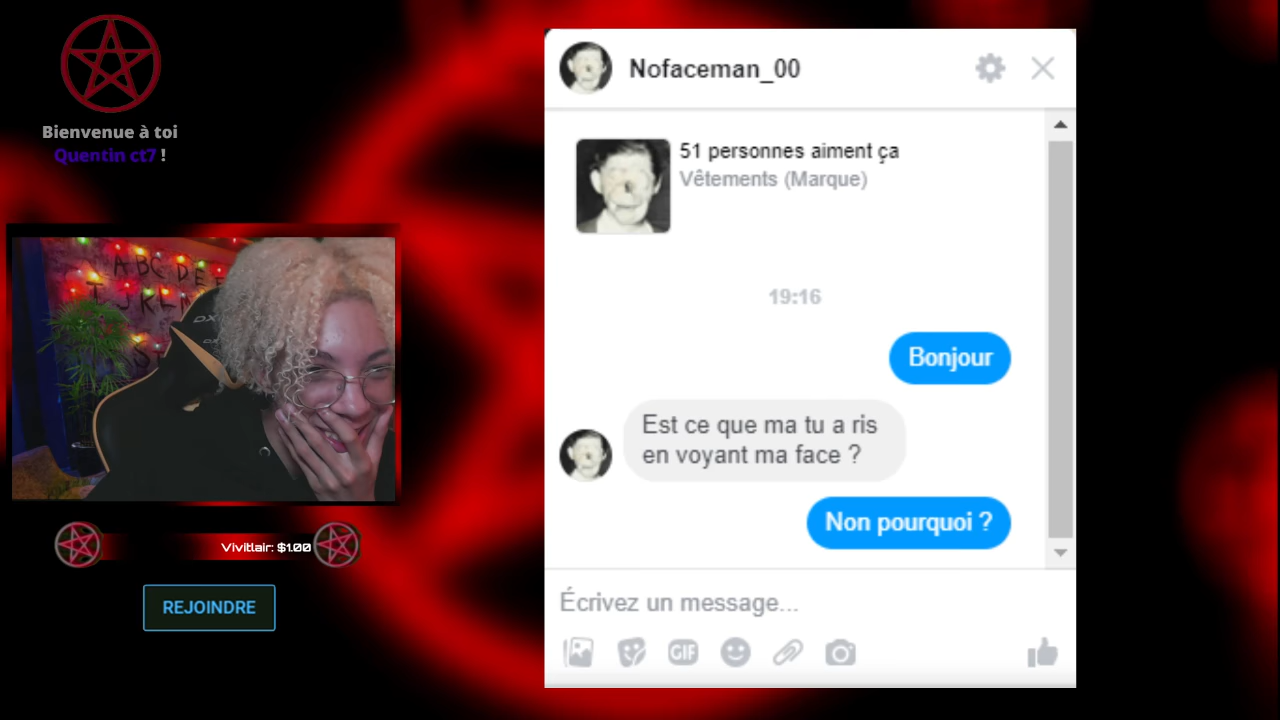 Bienvenue à toi
Quentin ct7 !
Nofaceman_00
51 personnes aiment ça
Vêtements (Marque)
19:16
Bonjour
Est ce que ma tu a ris
en voyant ma face ?
Non pourquoi ?
Écrivez un message...
GIF
A B C D E
Vivitlair: $1.00
REJOINDRE